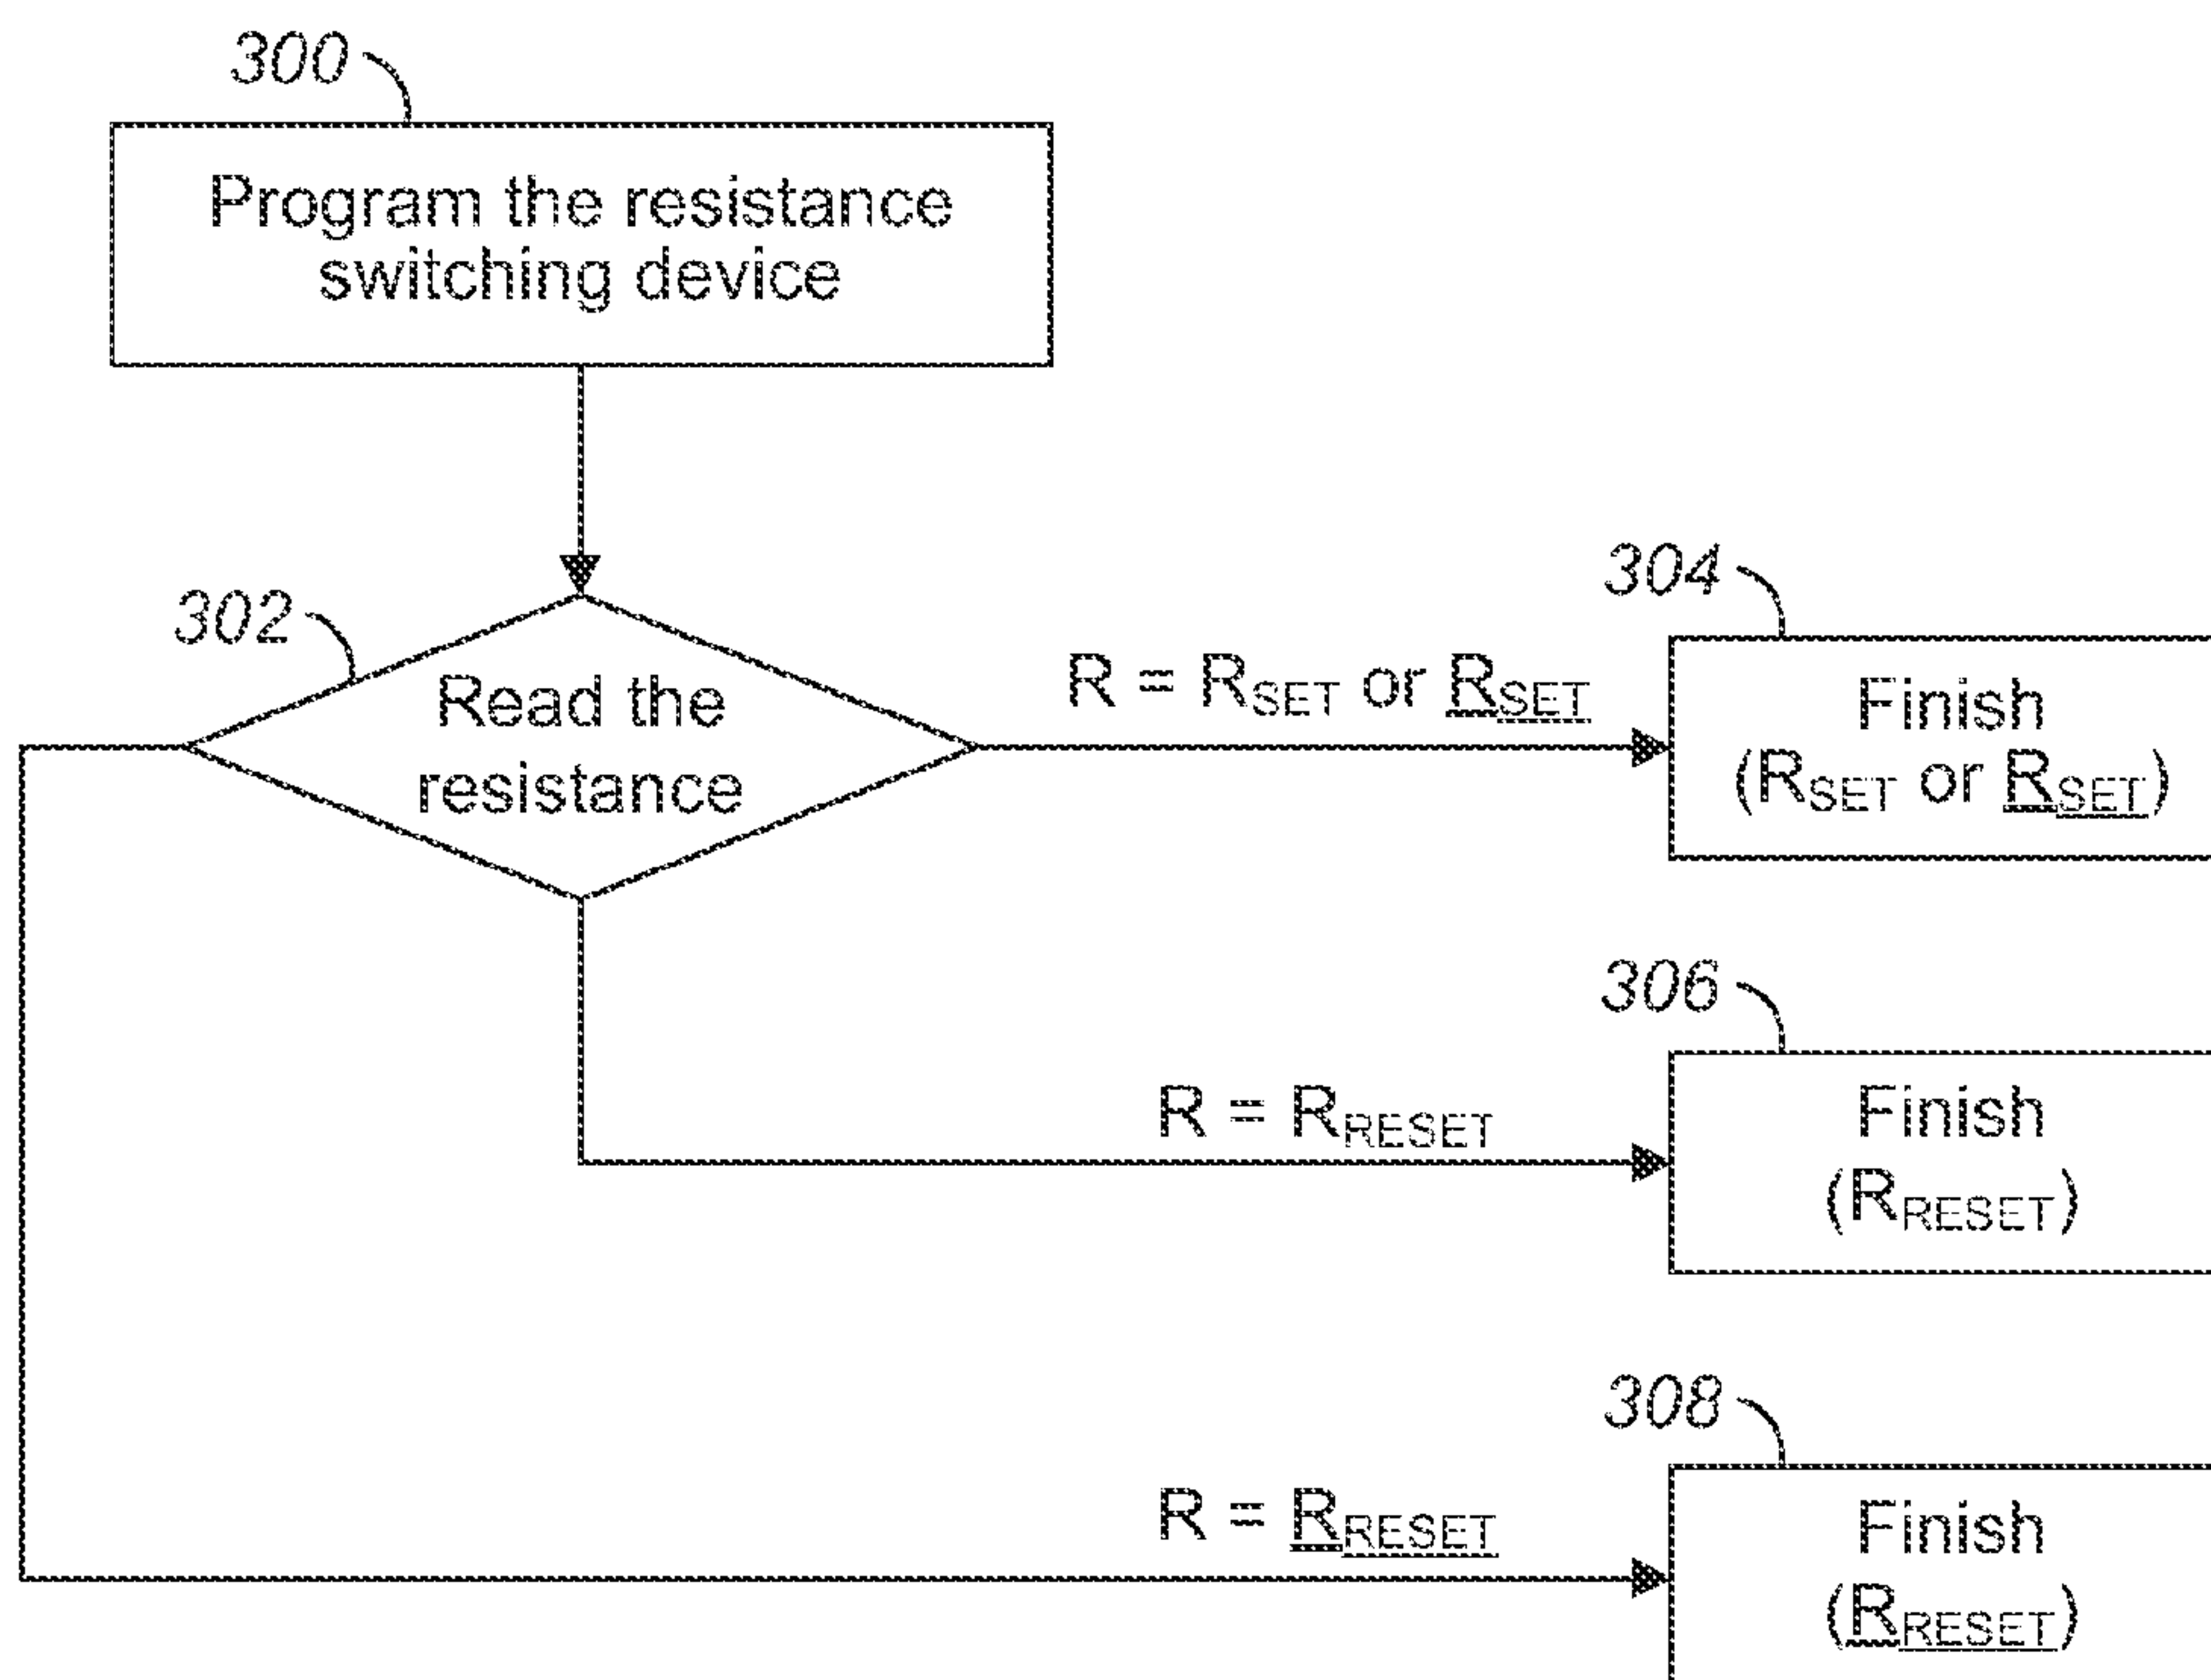 300
Program the resistance
switching device
302
Read the
resistance
R = RSET or RSET
304
Finish
(RSET or RSET)
306
R = RRESET
Finish
(RRESET)
308
R = RRESET
Finish
(RRESET)